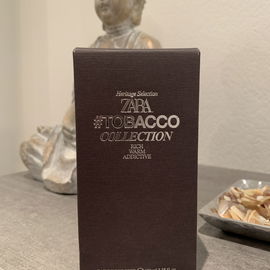 Heritage Selection
ZARA
#TOBACCO
COLLECTION
RICH
WARM
ADDICTIVE